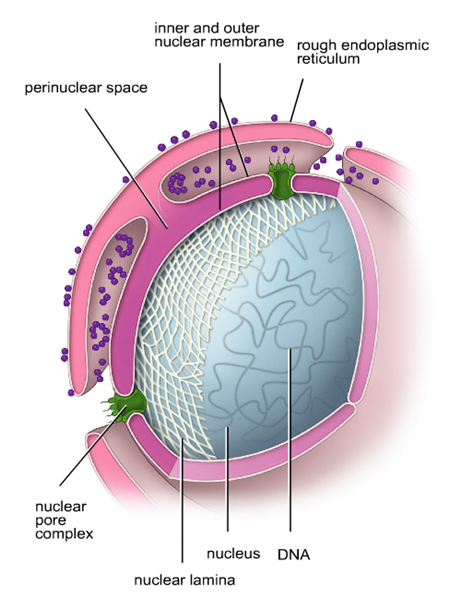 inner and outer
nuclear membrane
rough endoplasmic
reticulum
perinuclear space
nuclear
pore
complex
nucleus
DNA
nuclear lamina